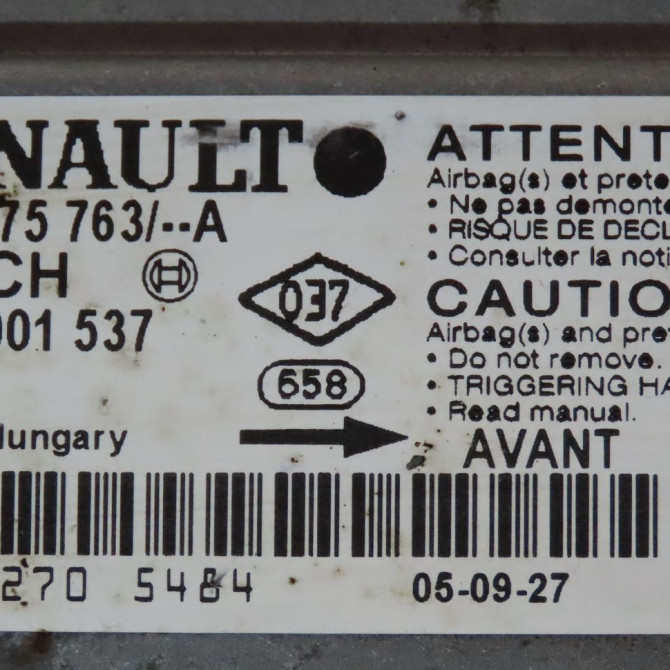 NAULT
75 763/--A
CH
001 537
037
658
Hungary
ATTENT
Airbag(s) et prete
• Ne pas demonte
• RISQUE DE DECL
• Consulter la noti
CAUTIO
Airbag(s) and pre
• Do not remove.
• TRIGGERING HA
• Read manual.
AVANT
270 5484
05-09-27